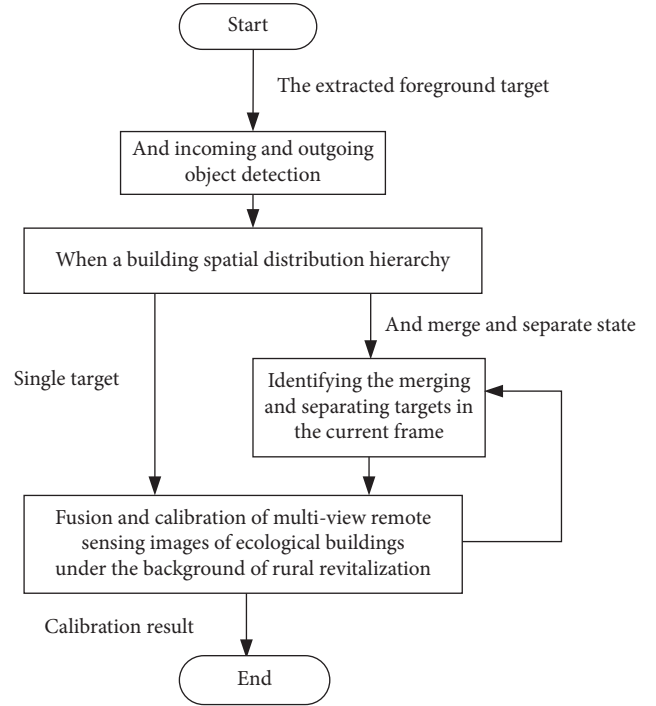 Start
The extracted foreground target
And incoming and outgoing
object detection
When a building spatial distribution hierarchy
And merge and separate state
Single target
Identifying the merging
and separating targets in
the current frame
Fusion and calibration of multi-view remote
sensing images of ecological buildings
under the background of rural revitalization
Calibration result
End